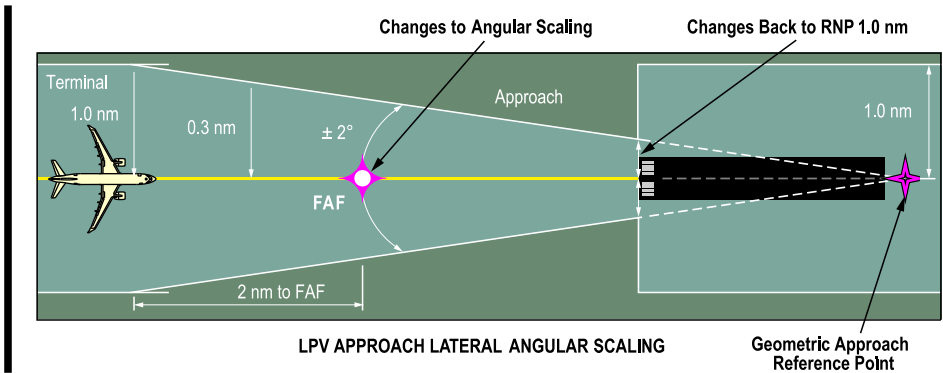 Changes to Angular Scaling
Changes Back to RNP 1.0 nm
Terminal
1.0 nm
0.3 nm
± 2°
Approach
1.0 nm
FAF
2 nm to FAF
LPV APPROACH LATERAL ANGULAR SCALING
Geometric Approach
Reference Point